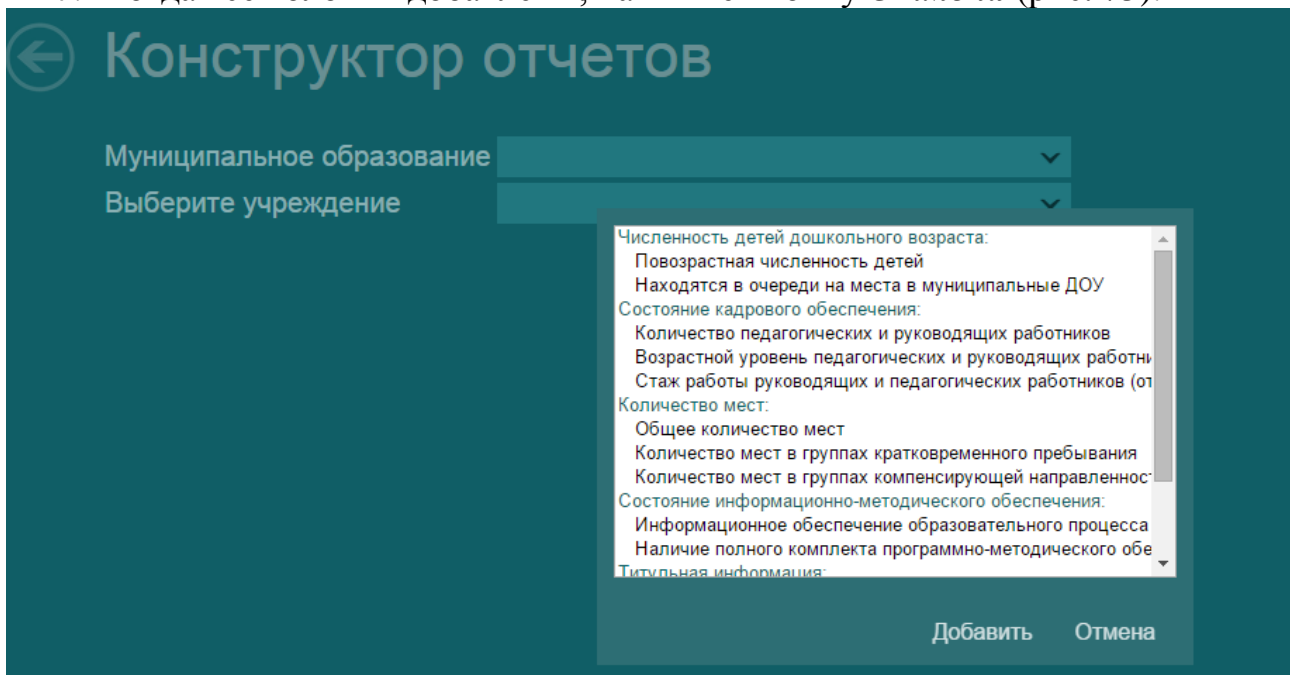 Конструктор отчетов
Муниципальное образование
Выберите учреждение
Численность детей дошкольного возраста:
Повозрастная численность детей
Находятся в очереди на места в муниципальные ДОУ
Состояние кадрового обеспечения:
Количество педагогических и руководящих работников
Возрастной уровень педагогических и руководящих работни
Стаж работы руководящих и педагогических работников (от
Количество мест:
Общее количество мест
Количество мест в группах кратковременного пребывания
Количество мест в группах компенсирующей направленнос
Состояние информационно-методического обеспечения:
Информационное обеспечение образовательного процесса
Наличие полного комплекта программно-методического обе
Титульная информация:
Добавить Отмена